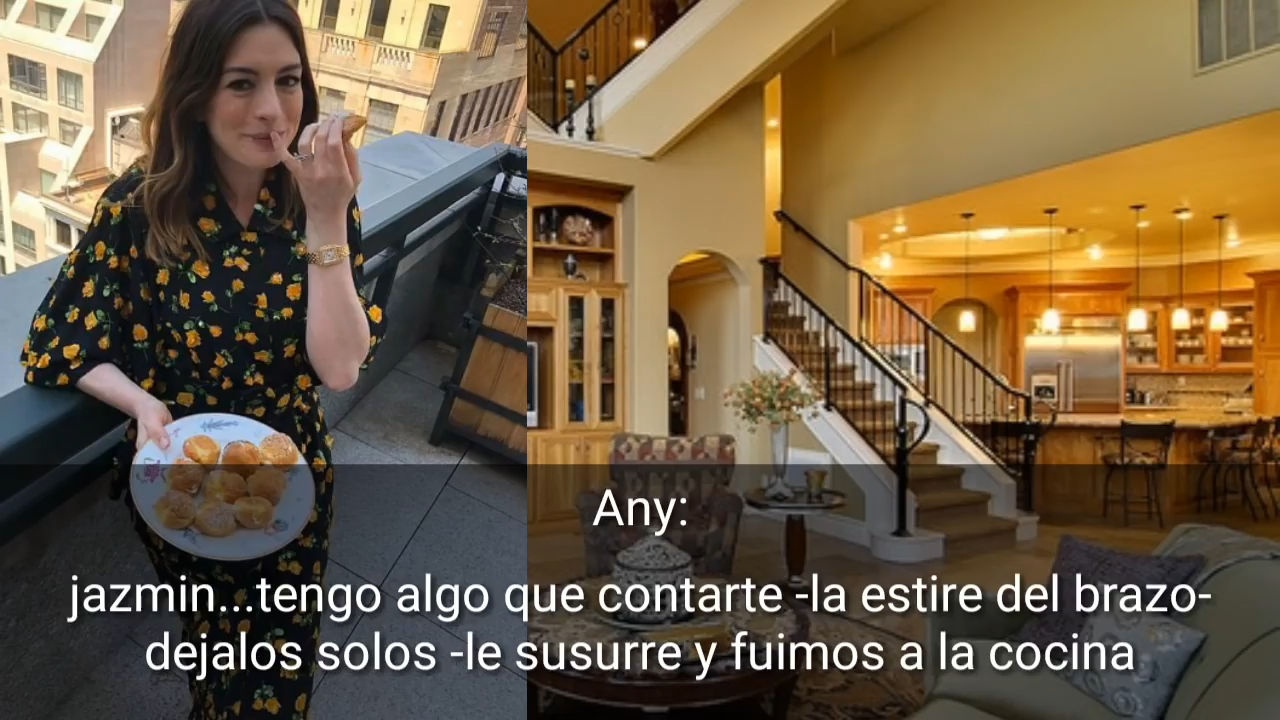 Any:
jazmin...tengo algo que contarte -la estire del brazo-
dejalos solos -le susurre y fuimos a la cocina